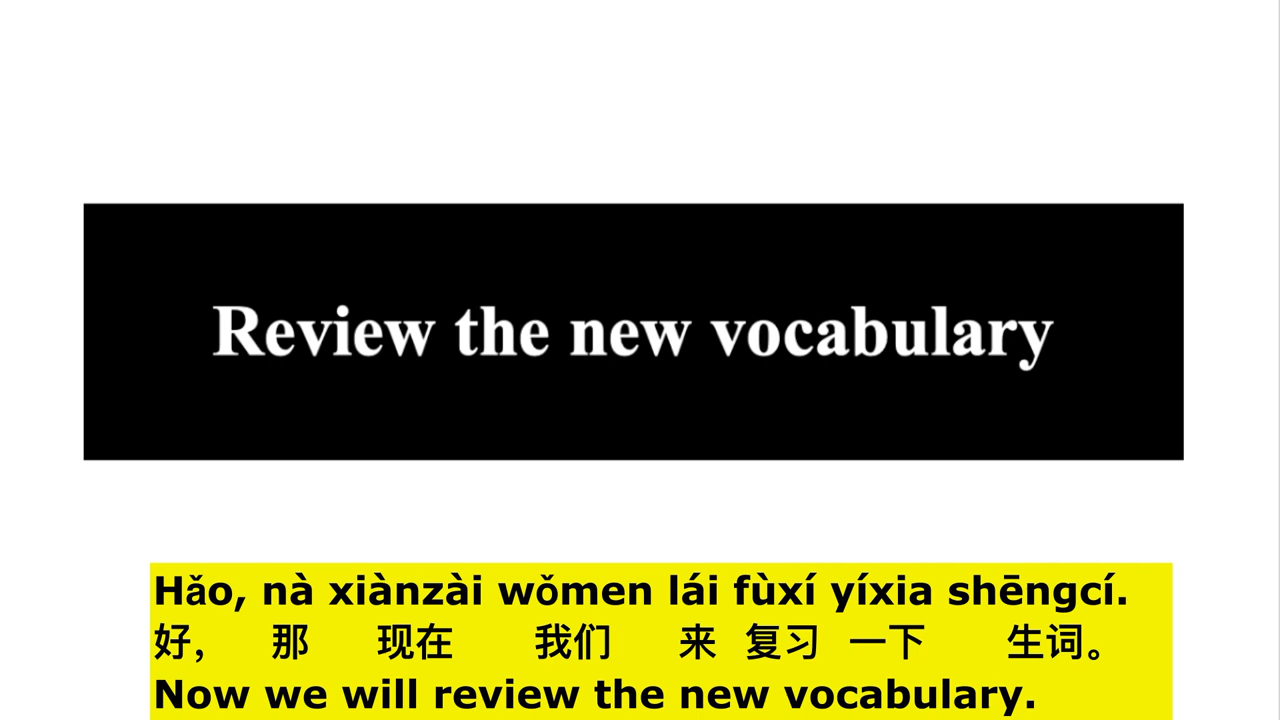 Review the new vocabulary
Hǎo, nà xiànzài wǒmen lái fùxí yíxia shēngcí.
好， 那 现在 我们 来 复习 一下 生词。
Now we will review the new vocabulary.